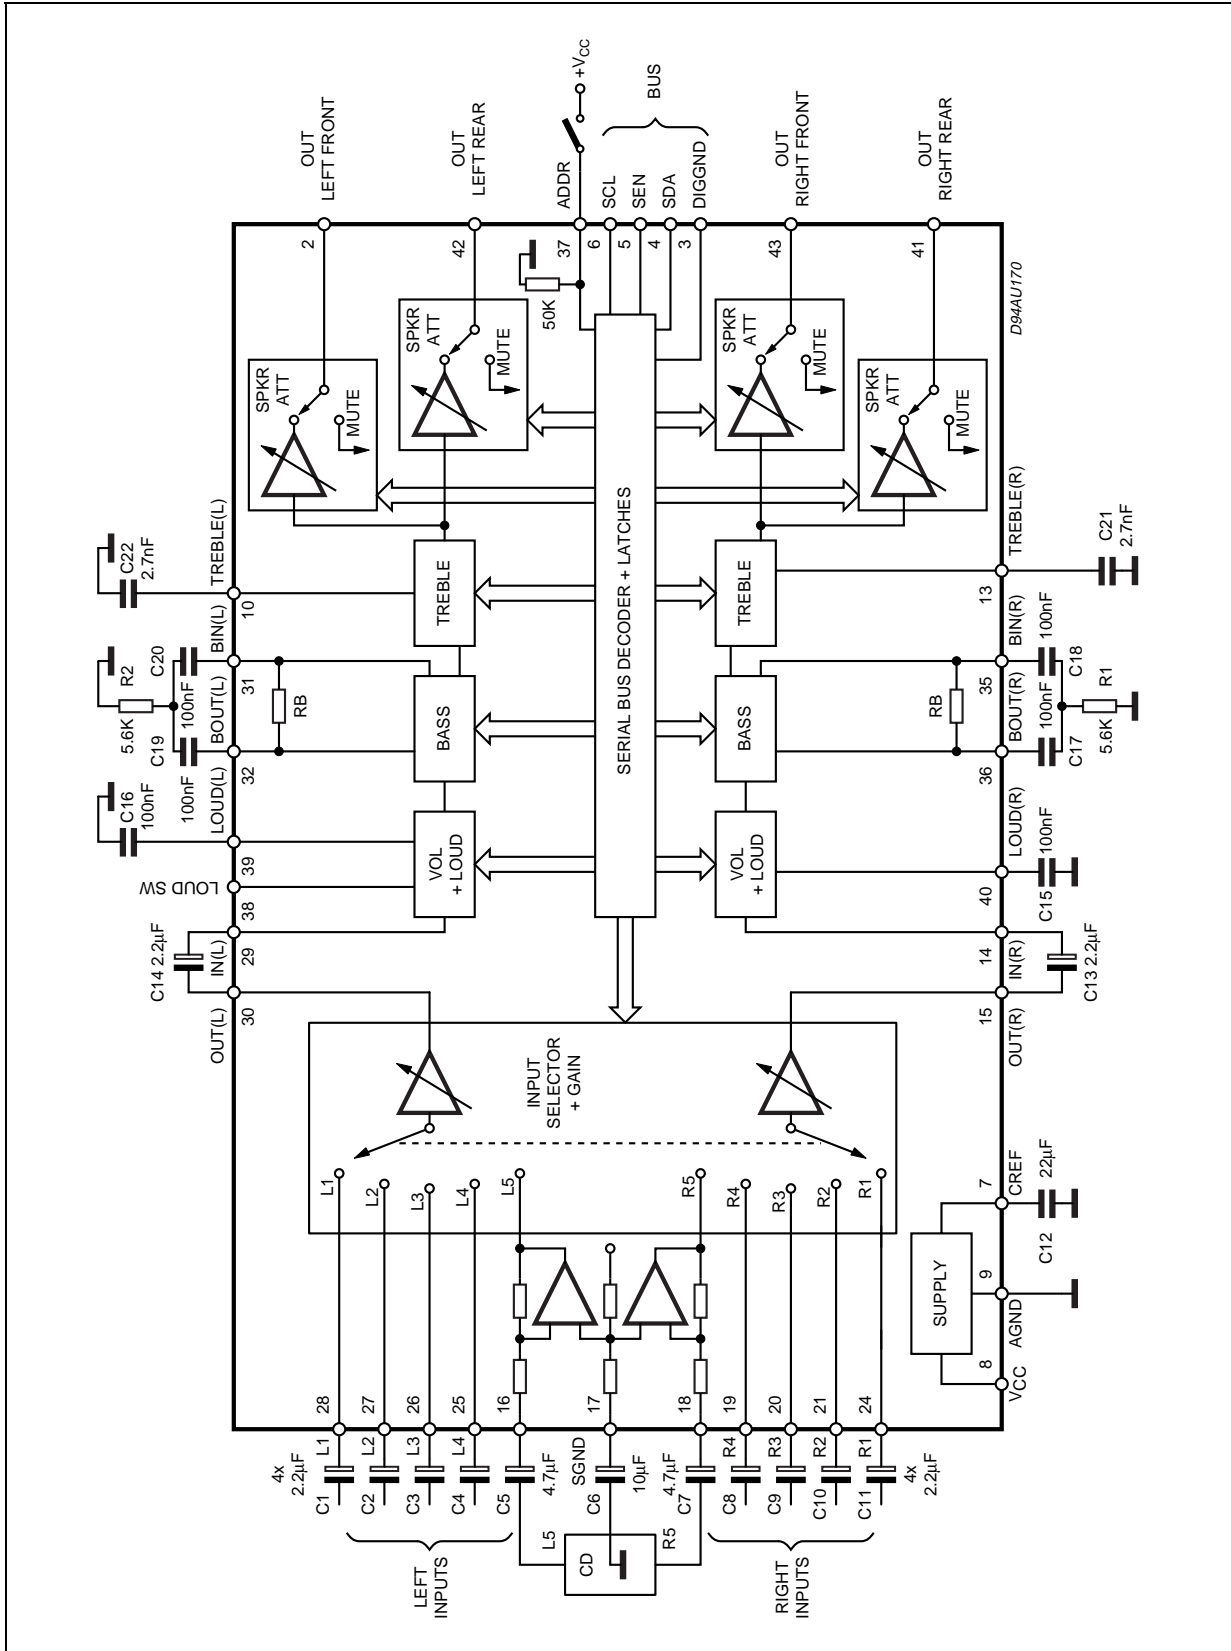 4x
2.2µF
C1
L1
28
L1
C2
L2
27
L2
C3
L3
26
L3
C4
L4
25
L4
LEFT
INPUTS
C5
4.7µF
16
L5
L5
CD
C6
SGND
10µF
17
R5
C7
4.7µF
18
R5
C8
R4
19
R4
C9
R3
20
R3
C10
R2
21
R2
C11
R1
24
R1
4x
2.2µF
RIGHT
INPUTS
INPUT
SELECTOR
+ GAIN
SUPPLY
8
VCC
9
AGND
7
CREF
C12
22µF
OUT(L)
30
C14 2.2µF
IN(L)
29
LOUD SW
38
39
LOUD(L)
C16
100nF
32
BOUT(L)
C19
100nF
5.6K
R2
31
BIN(L)
C20
100nF
RB
10
TREBLE(L)
C22
2.7nF
VOL
+ LOUD
BASS
TREBLE
SPKR
ATT
MUTE
2
OUT
LEFT FRONT
SPKR
ATT
MUTE
42
OUT
LEFT REAR
50K
37
ADDR
+VCC
6
SCL
5
SEN
4
SDA
3
DIGGND
BUS
SERIAL BUS DECODER + LATCHES
OUT(R)
15
C13 2.2µF
IN(R)
14
40
LOUD(R)
C15
100nF
36
BOUT(R)
C17
100nF
5.6K
R1
35
BIN(R)
C18
100nF
RB
13
TREBLE(R)
C21
2.7nF
VOL
+ LOUD
BASS
TREBLE
SPKR
ATT
MUTE
43
OUT
RIGHT FRONT
SPKR
ATT
MUTE
41
OUT
RIGHT REAR
D94AU170